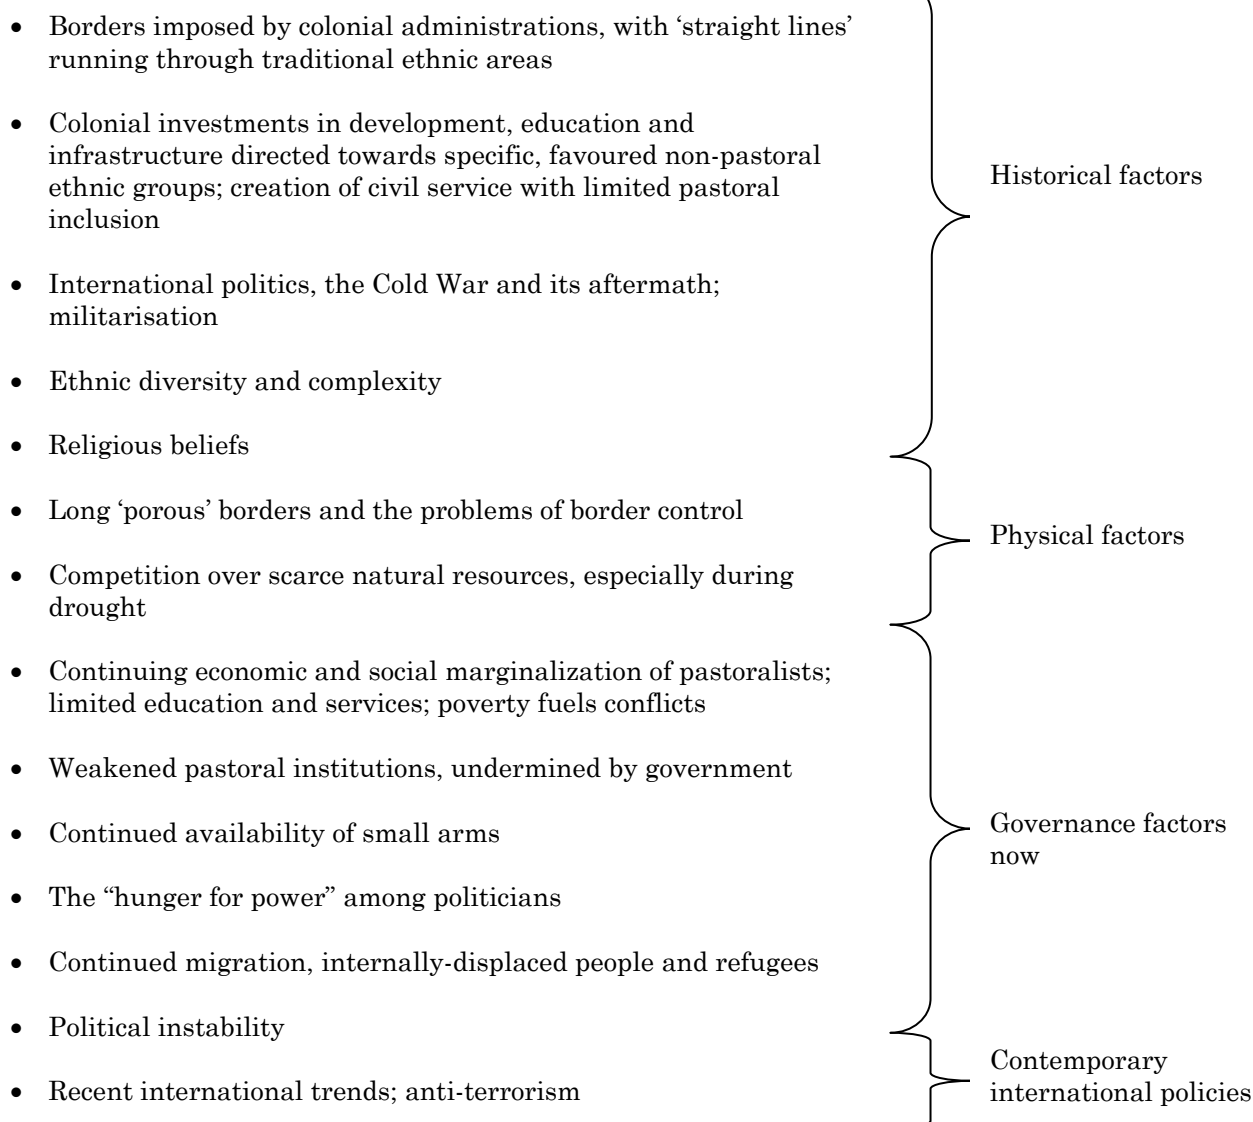 • Borders imposed by colonial administrations, with ‘straight lines’
running through traditional ethnic areas
• Colonial investments in development, education and
infrastructure directed towards specific, favoured non-pastoral
ethnic groups; creation of civil service with limited pastoral
inclusion
• International politics, the Cold War and its aftermath;
militarisation
• Ethnic diversity and complexity
• Religious beliefs
• Long ‘porous’ borders and the problems of border control
• Competition over scarce natural resources, especially during
drought
• Continuing economic and social marginalization of pastoralists;
limited education and services; poverty fuels conflicts
• Weakened pastoral institutions, undermined by government
• Continued availability of small arms
• The “hunger for power” among politicians
• Continued migration, internally-displaced people and refugees
• Political instability
• Recent international trends; anti-terrorism
Historical factors
Physical factors
Governance factors
now
Contemporary
international policies